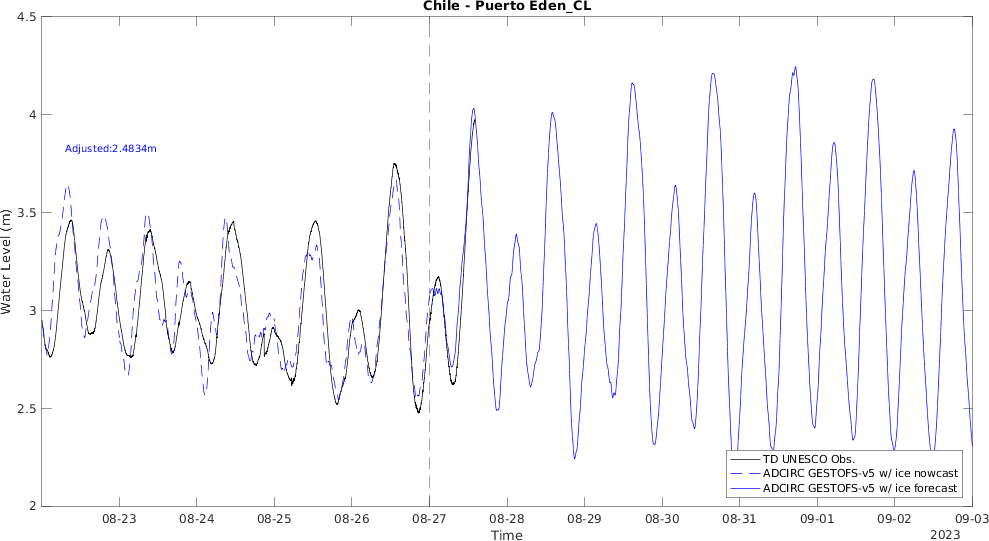 Chile - Puerto Eden_CL
4.5
4
3.5
3
2.5
2
Water Level (m)
Adjusted:2.4834m
TD UNESCO Obs.
ADCIRC GESTOFS-v5 w/ ice nowcast
ADCIRC GESTOFS-v5 w/ ice forecast
08-23 08-24 08-25 08-26 08-27 08-28 08-29 08-30 08-31 09-01 09-02 09-03
Time
2023